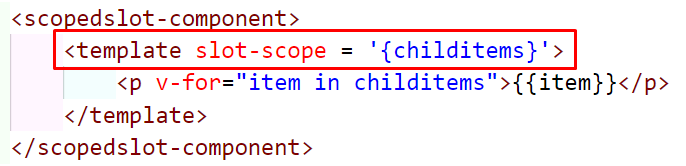 <scopedslot-component>
<template slot-scope = '{childitems}'>
<p v-for="item in childitems">{{item}}</p>
</template>
</scopedslot-component>